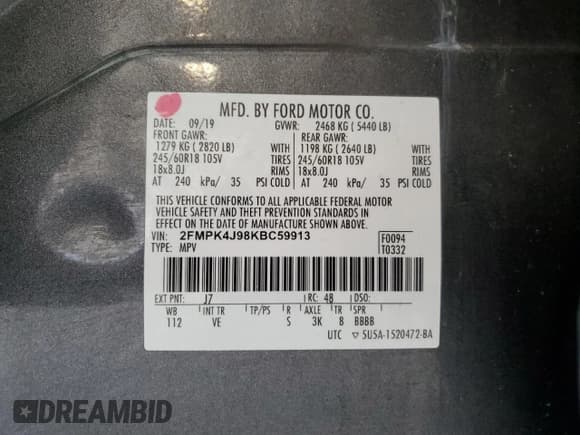 MFD. BY FORD MOTOR CO.
DATE: 09/19 GVWR: 2468 KG ( 5440 LB)
FRONT GAWR: REAR GAWR:
1279 KG ( 2820 LB) WITH 1198 KG ( 2640 LB) WITH
245/60R18 105V TIRES 245/60R18 105V TIRES
18x8.0J RIMS 18x8.0J RIMS
AT 240 kPa/ 35 PSI COLD AT 240 kPa/ 35 PSI COLD
THIS VEHICLE CONFORMS TO ALL APPLICABLE FEDERAL MOTOR
VEHICLE SAFETY AND THEFT PREVENTION STANDARDS IN
EFFECT ON THE DATE OF MANUFACTURE SHOWN ABOVE.
VIN: 2FMPK4J98KBC59913 F0094
TYPE: MPV T0332
EXT PNT: J7 RC: 48 DSO:
WB INT TR TP/PS R AXLE TR SPR
112 VE S 3K B BBBB
UTC ▽ 5U5A-1520472-BA
DREAMBID